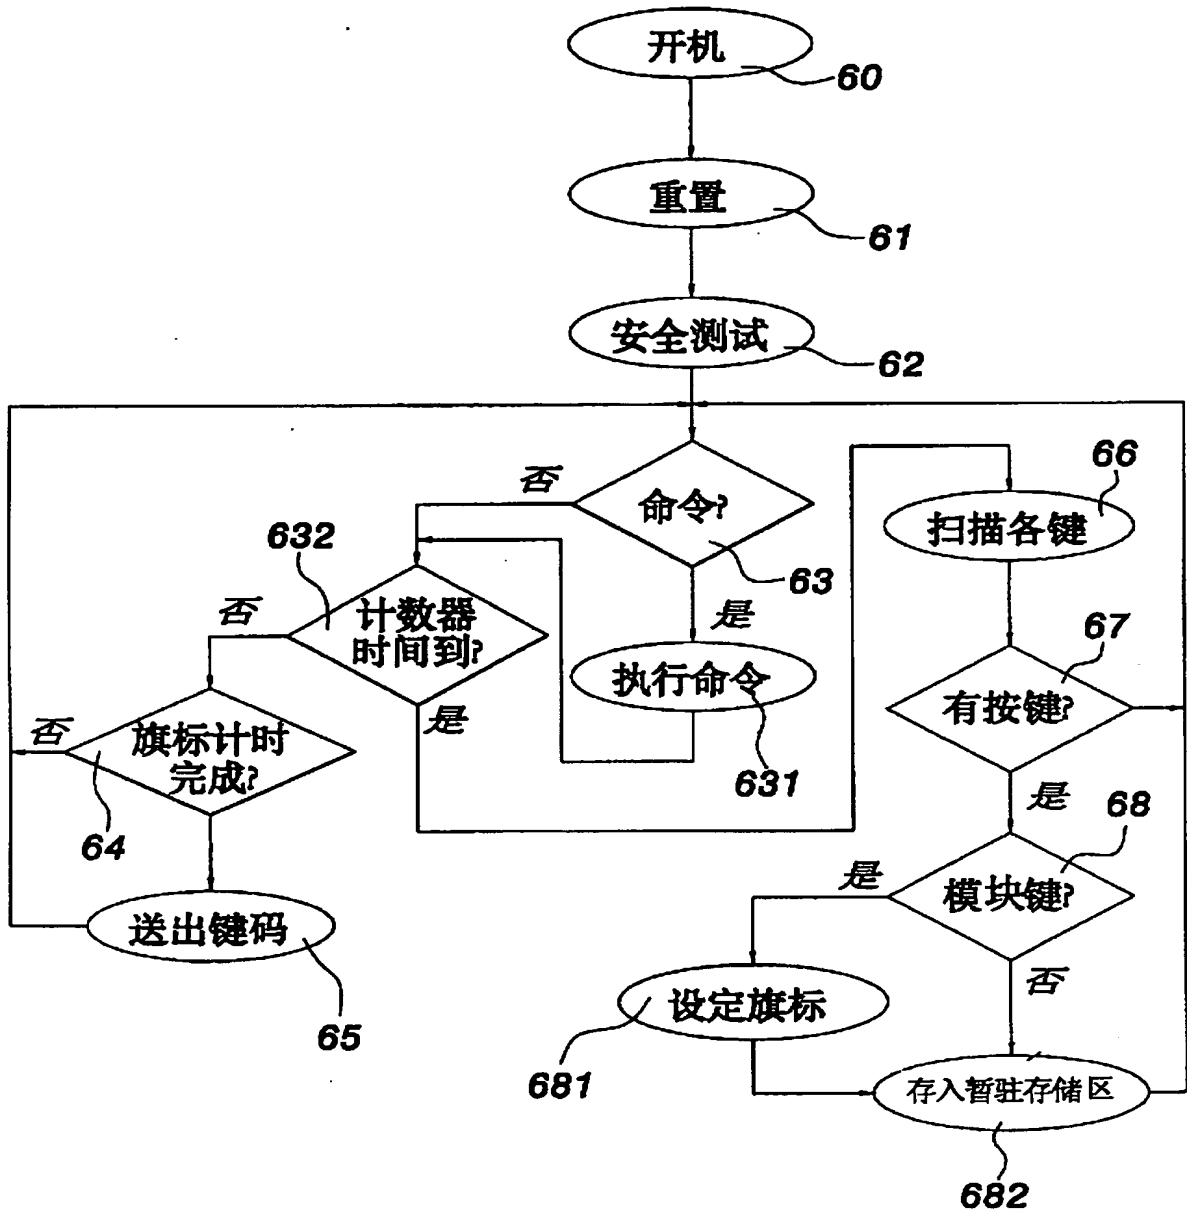 开机
60
重置
61
安全测试
62
否
命令?
63
66
扫描各键
632
计数器
时间到?
否
是
是
执行命令
631
67
有按键?
否
旗标计时
完成?
64
是
68
模块键?
是
送出键码
65
否
设定旗标
681
存入暂驻存储区
682